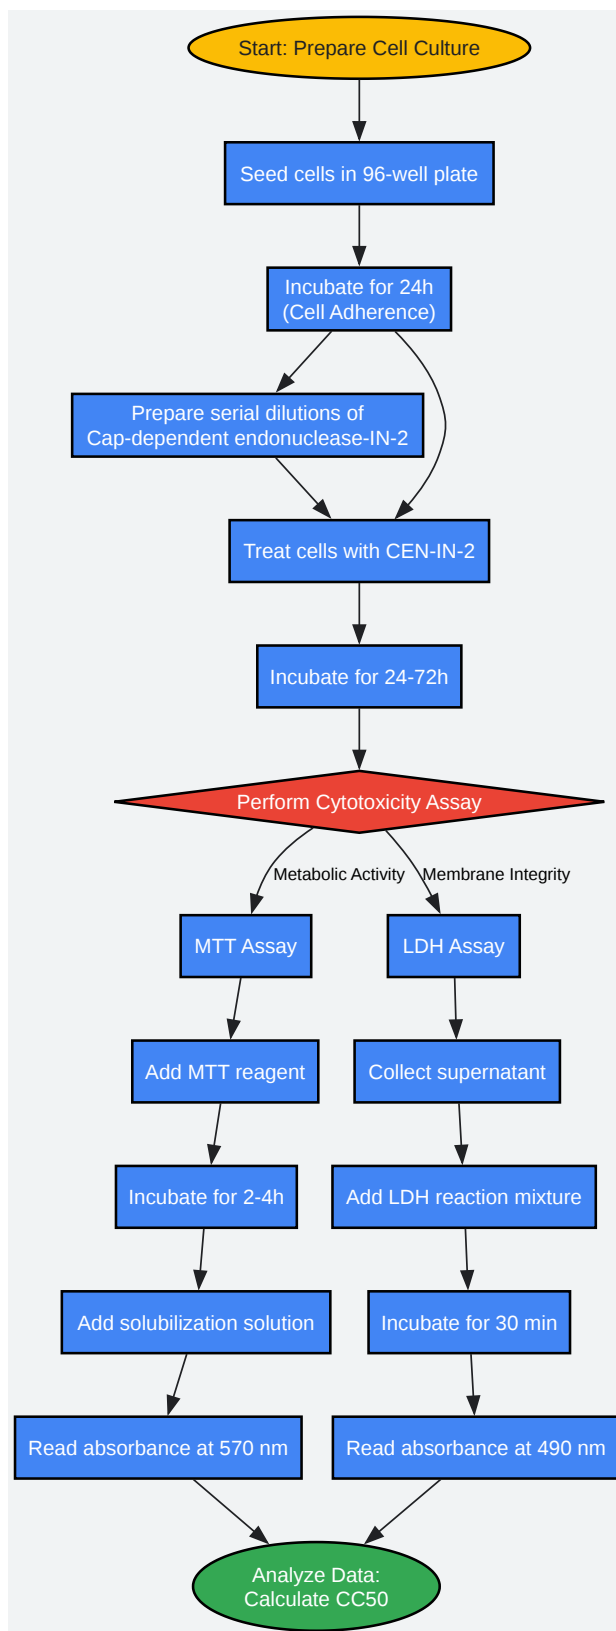 Start: Prepare Cell Culture
Seed cells in 96-well plate
Incubate for 24h
(Cell Adherence)
Prepare serial dilutions of
Cap-dependent endonuclease-IN-2
Treat cells with CEN-IN-2
Incubate for 24-72h
Perform Cytotoxicity Assay
Metabolic Activity
Membrane Integrity
MTT Assay
LDH Assay
Add MTT reagent
Collect supernatant
Incubate for 2-4h
Add LDH reaction mixture
Add solubilization solution
Incubate for 30 min
Read absorbance at 570 nm
Read absorbance at 490 nm
Analyze Data:
Calculate CC50